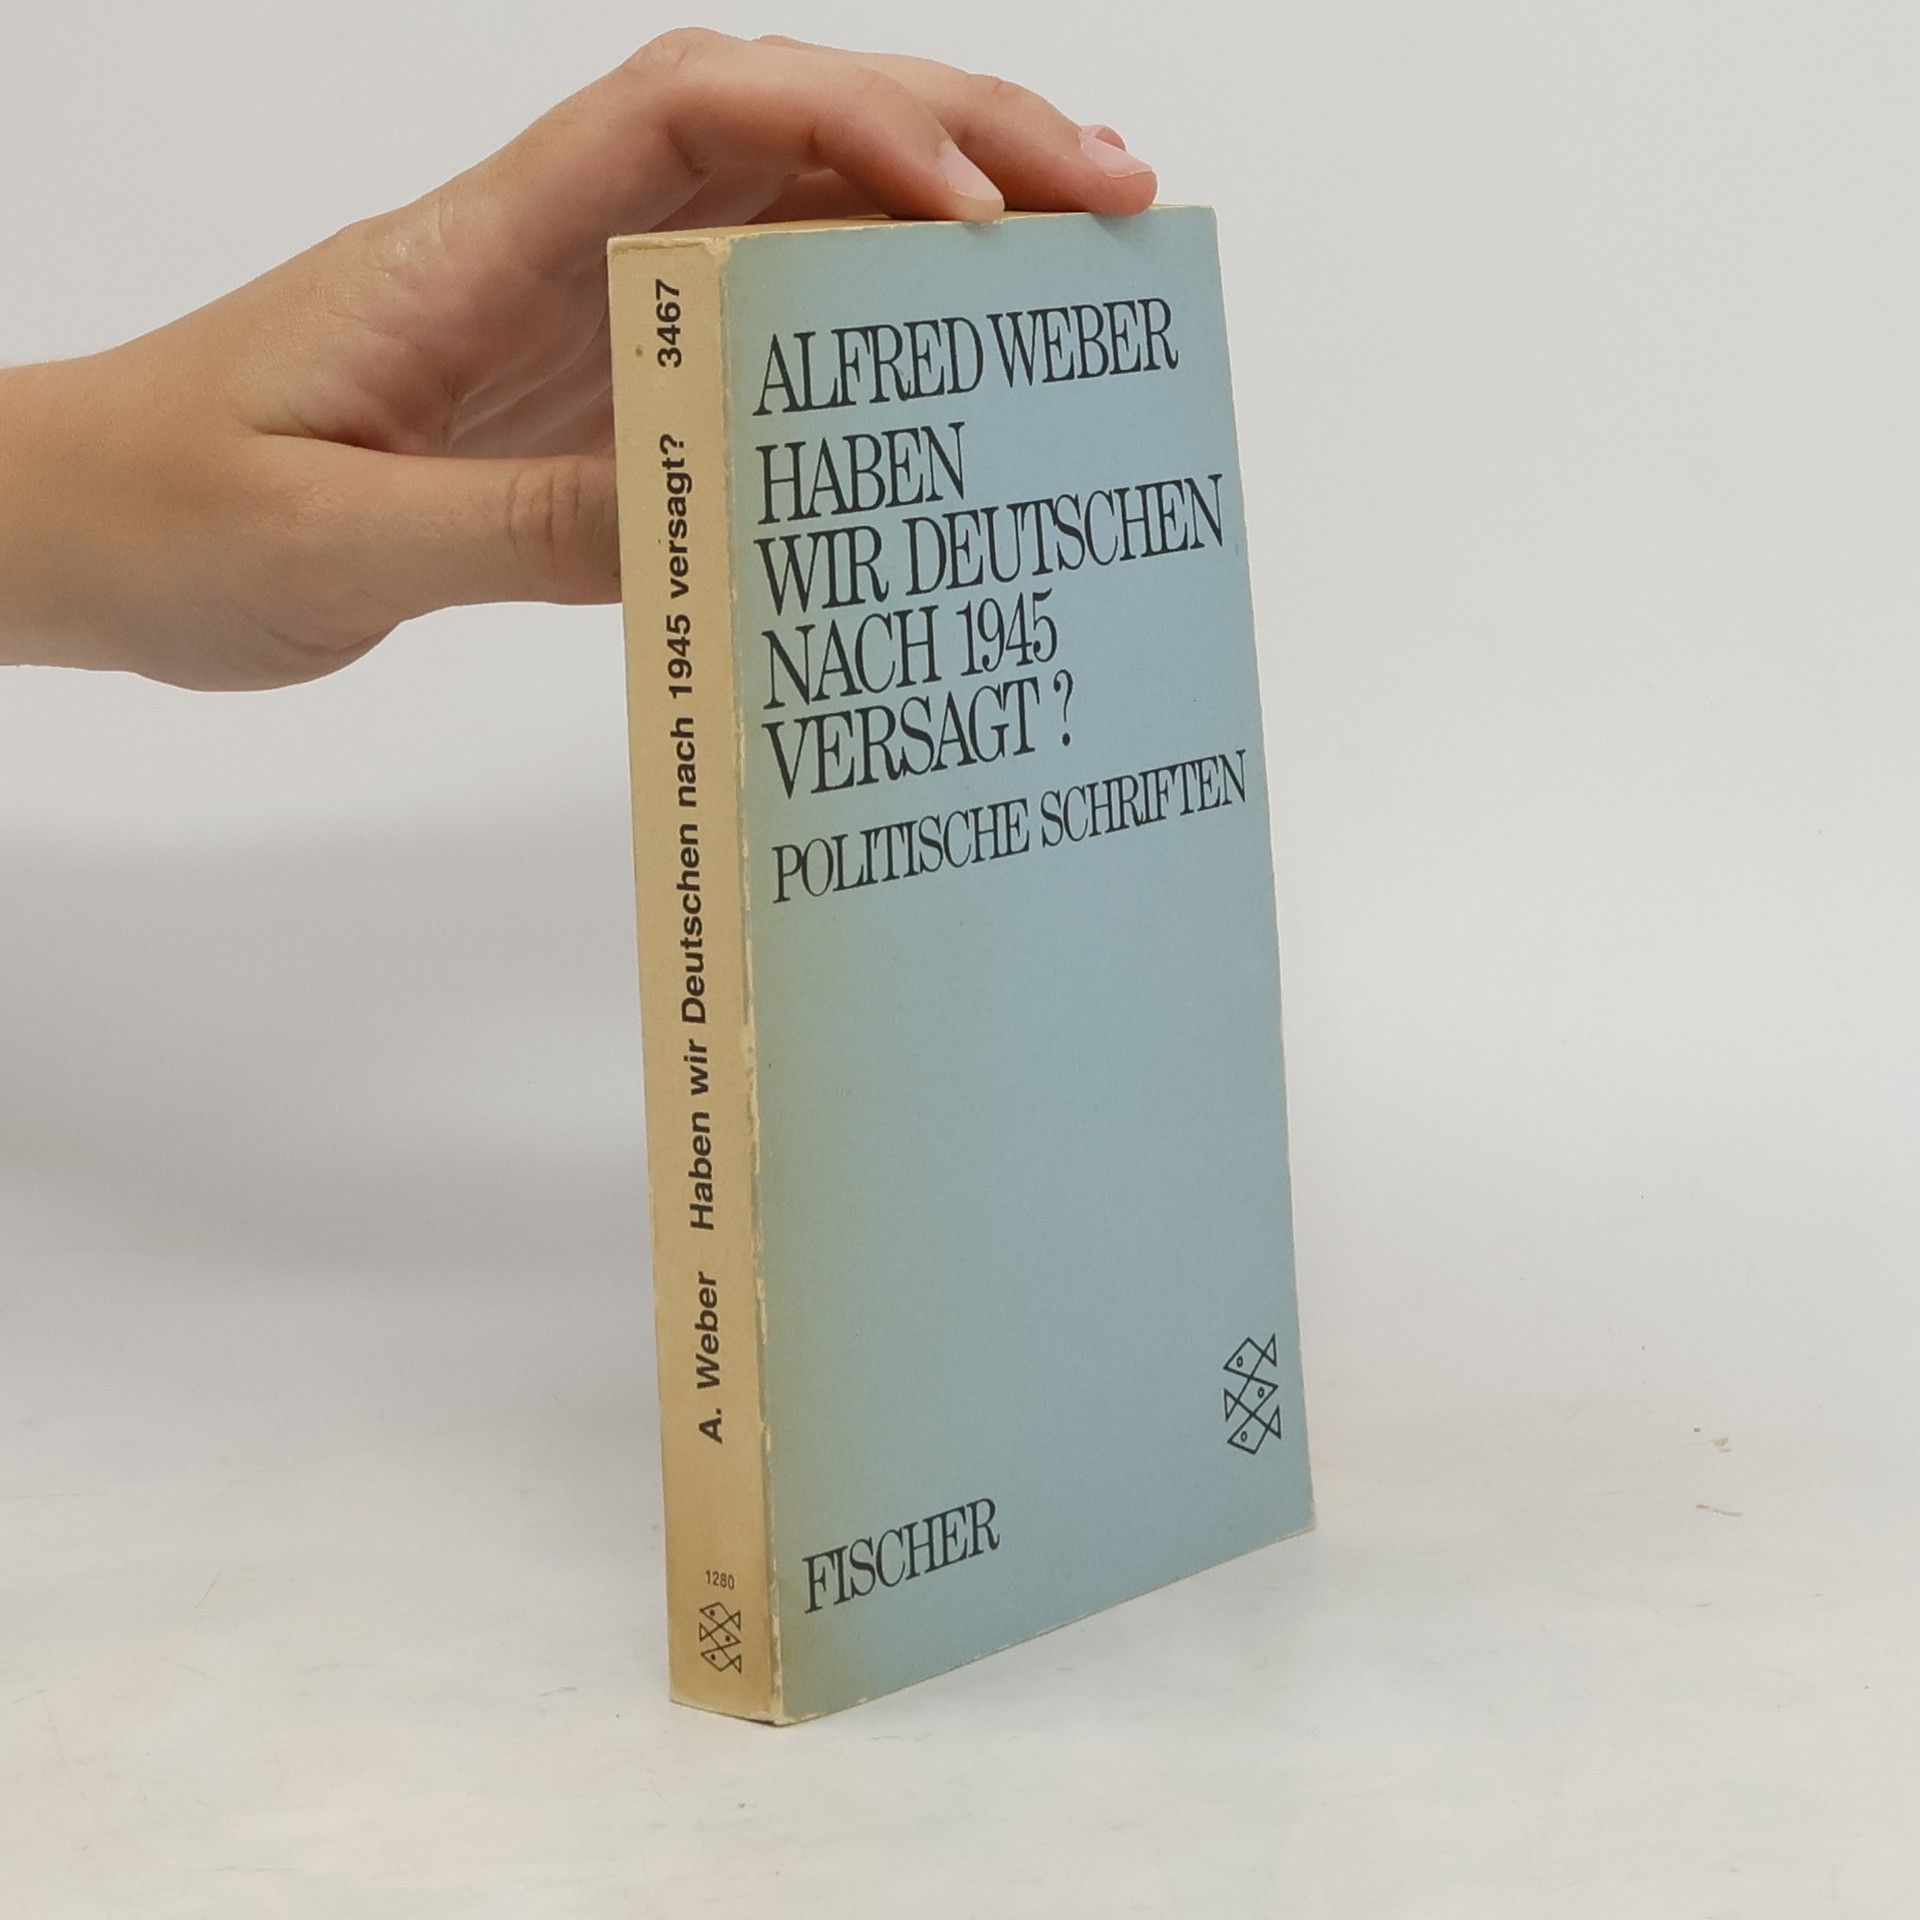 ALFRED WEBER
HABEN
WIR DEUTSCHEN
NACH 1945
VERSAGT?
POLITISCHE SCHRIFTEN
FISCHER
A. Weber Haben wir Deutschen nach 1945 versagt? 3467
1280